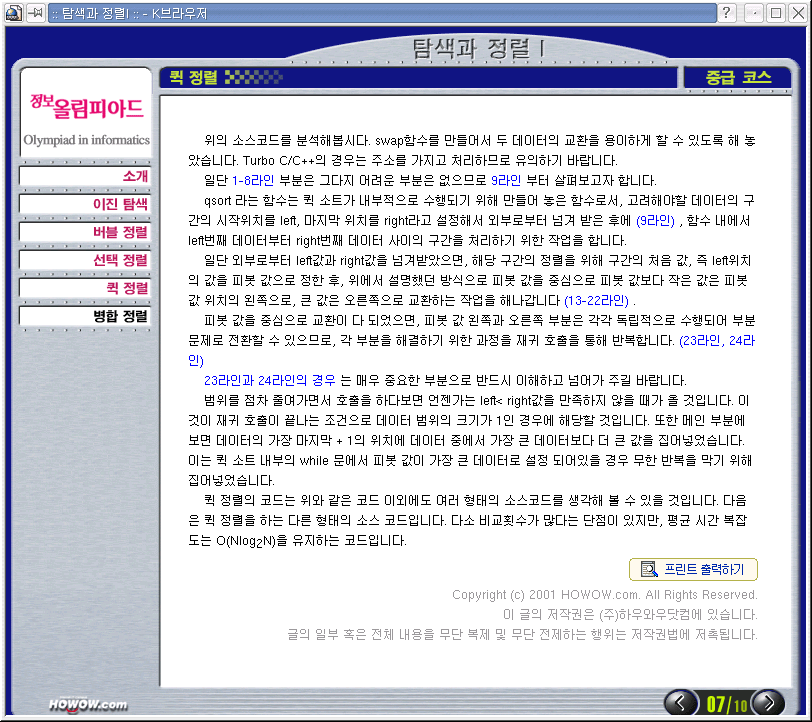 :: 탐색과 정렬I :: - K브라우저
탐색과 정렬 I
퀵 정렬
중급 코스
정보올림피아드
Olympiad in informatics
소개
이진 탐색
버블 정렬
선택 정렬
퀵 정렬
병합 정렬
위의 소스코드를 분석해봅시다. swap함수를 만들어서 두 데이터의 교환을 용이하게 할 수 있도록 해 놓
았습니다. Turbo C/C++의 경우는 주소를 가지고 처리하므로 유의하기 바랍니다.
일단 1-8라인 부분은 그다지 어려운 부분은 없으므로 9라인 부터 살펴보고자 합니다.
qsort 라는 함수는 퀵 소트가 내부적으로 수행되기 위해 만들어 놓은 함수로서, 고려해야할 데이터의 구
간의 시작위치를 left, 마지막 위치를 right라고 설정해서 외부로부터 넘겨 받은 후에 (9라인) , 함수 내에서
left번째 데이터부터 right번째 데이터 사이의 구간을 처리하기 위한 작업을 합니다.
일단 외부로부터 left값과 right값을 넘겨받았으면, 해당 구간의 정렬을 위해 구간의 처음 값, 즉 left위치
의 값을 피봇 값으로 정한 후, 위에서 설명했던 방식으로 피봇 값을 중심으로 피봇 값보다 작은 값은 피봇
값 위치의 왼쪽으로, 큰 값은 오른쪽으로 교환하는 작업을 해나갑니다 (13-22라인) .
피봇 값을 중심으로 교환이 다 되었으면, 피봇 값 왼쪽과 오른쪽 부분은 각각 독립적으로 수행되어 부분
문제로 전환할 수 있으므로, 각 부분을 해결하기 위한 과정을 재귀 호출을 통해 반복합니다. (23라인, 24라
인)
23라인과 24라인의 경우 는 매우 중요한 부분으로 반드시 이해하고 넘어가 주길 바랍니다.
범위를 점차 줄여가면서 호출을 하다보면 언젠가는 left< right값을 만족하지 않을 때가 올 것입니다. 이
것이 재귀 호출이 끝나는 조건으로 데이터 범위의 크기가 1인 경우에 해당할 것입니다. 또한 메인 부분에
보면 데이터의 가장 마지막 + 1의 위치에 데이터 중에서 가장 큰 데이터보다 더 큰 값을 집어넣었습니다.
이는 퀵 소트 내부의 while 문에서 피봇 값이 가장 큰 데이터로 설정 되어있을 경우 무한 반복을 막기 위해
집어넣었습니다.
퀵 정렬의 코드는 위와 같은 코드 이외에도 여러 형태의 소스코드를 생각해 볼 수 있을 것입니다. 다음
은 퀵 정렬을 하는 다른 형태의 소스 코드입니다. 다소 비교횟수가 많다는 단점이 있지만, 평균 시간 복잡
도는 O(Nlog2N)을 유지하는 코드입니다.
프린트 출력하기
Copyright (c) 2001 HOWOW.com. All Rights Reserved.
이 글의 저작권은 (주)하우와우닷컴에 있습니다.
글의 일부 혹은 전체 내용을 무단 복제 및 무단 전제하는 행위는 저작권법에 저촉됩니다.
HOWOW.com
07/10